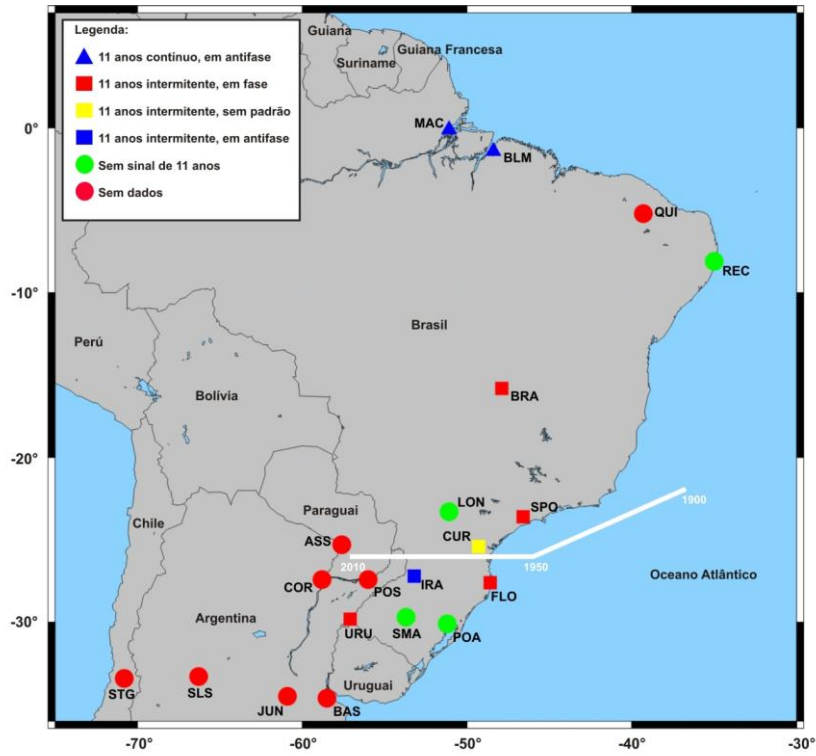 Legenda:
11 anos contínuo, em antifase
11 anos intermitente, em fase
11 anos intermitente, sem padrão
11 anos intermitente, em antifase
Sem sinal de 11 anos
Sem dados
Guiana
Suriname
Guiana Francesa
MAC
BLM
QUI
REC
Brasil
Perú
Bolívia
BRA
LON
SPO
1900
Paraguai
Chile
CUR
ASS
2010
1950
Oceano Atlântico
COR
POS
IRA
FLO
Argentina
URU
SMA
POA
Uruguai
STG
SLS
JUN
BAS
0°
-10°
-20°
-30°
-70°
-60°
-50°
-40°
-30°